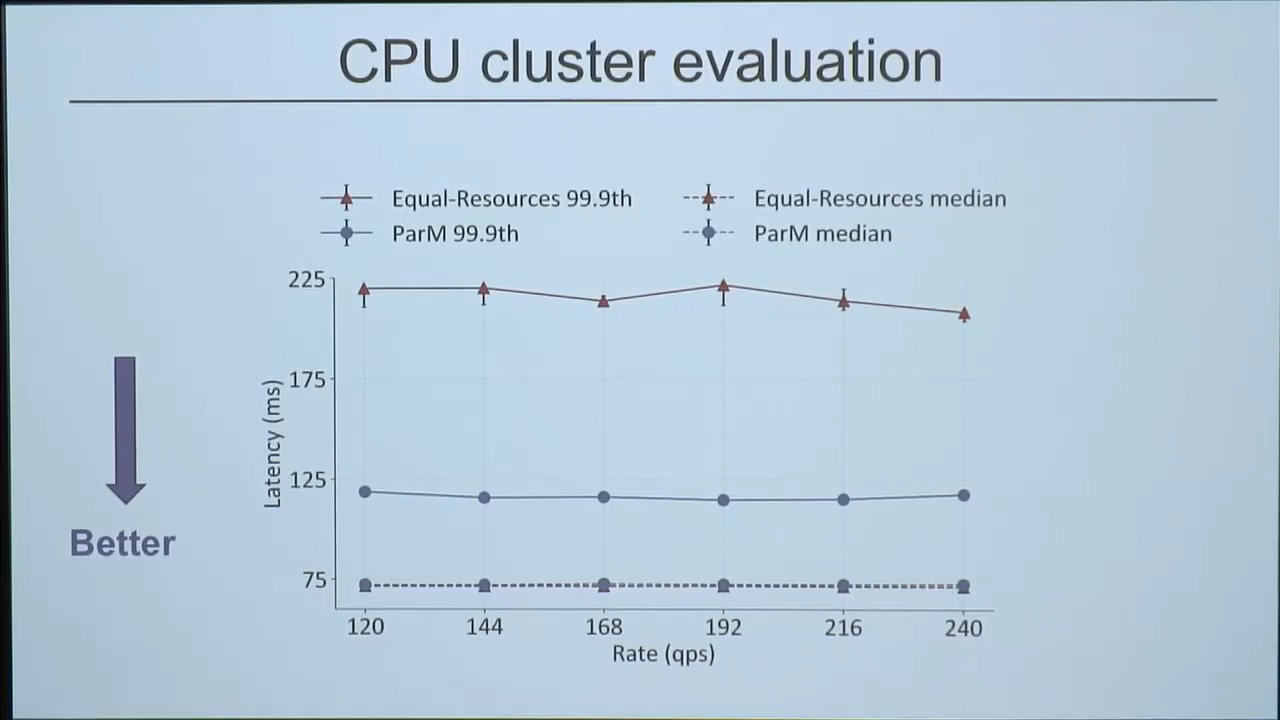 CPU cluster evaluation
Equal-Resources 99.9th
Equal-Resources median
ParM 99.9th
ParM median
225
175
125
75
Latency (ms)
Better
120 144 168 192 216 240
Rate (qps)